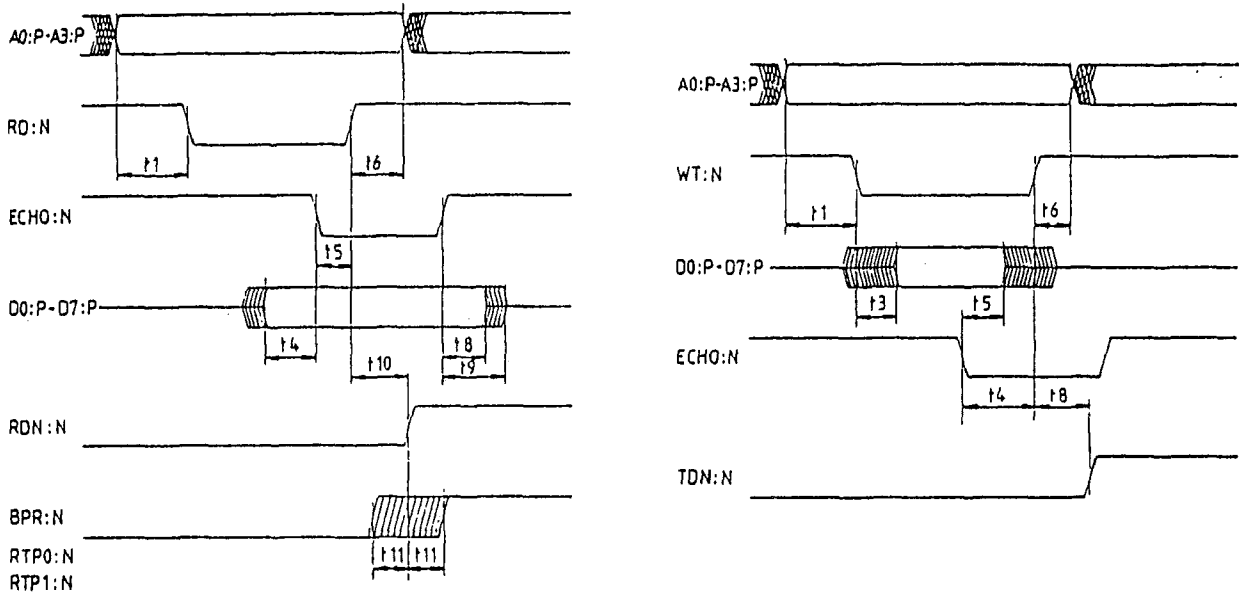 A0:P-A3:P
RD:N
t1
t6
ECHO:N
t5
D0:P-D7:P
t4
t8
t9
t10
RDN:N
BPR:N
RTP0:N
RTP1:N
t11 t11
A0:P-A3:P
WT:N
t1
t6
D0:P-D7:P
t3
t5
ECHO:N
t4
t8
TDN:N